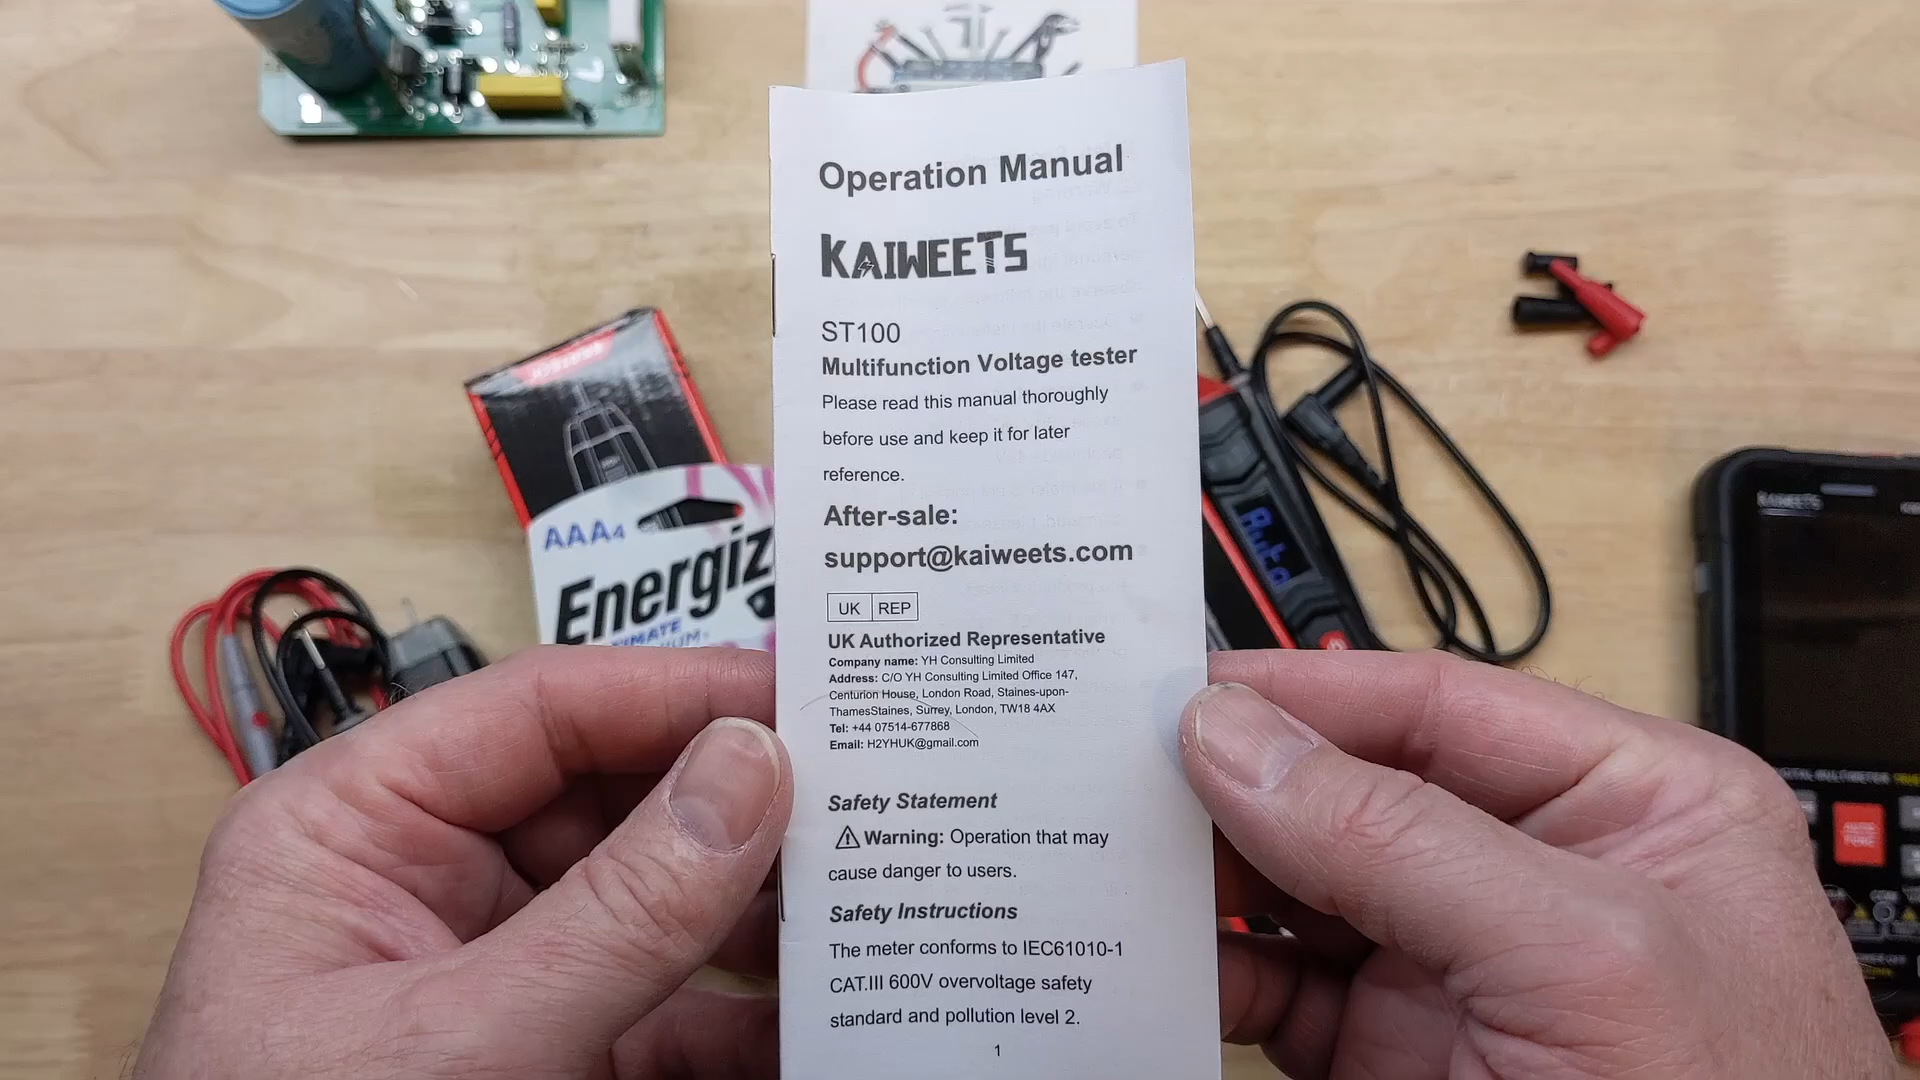 Operation Manual
KAIWEETS
ST100
Multifunction Voltage tester
Please read this manual thoroughly
before use and keep it for later
reference.
After-sale:
support@kaiweets.com
UK REP
UK Authorized Representative
Company name: YH Consulting Limited
Address: C/O YH Consulting Limited Office 147,
Centurion House, London Road, Staines-upon-
ThamesStaines, Surrey, London, TW18 4AX
Tel: +44 07514-677868
Email: H2YHUK@gmail.com
Safety Statement
Warning: Operation that may
cause danger to users.
Safety Instructions
The meter conforms to IEC61010-1
CAT.III 600V overvoltage safety
standard and pollution level 2.
1
AAA4
Auto
KAIWEETS